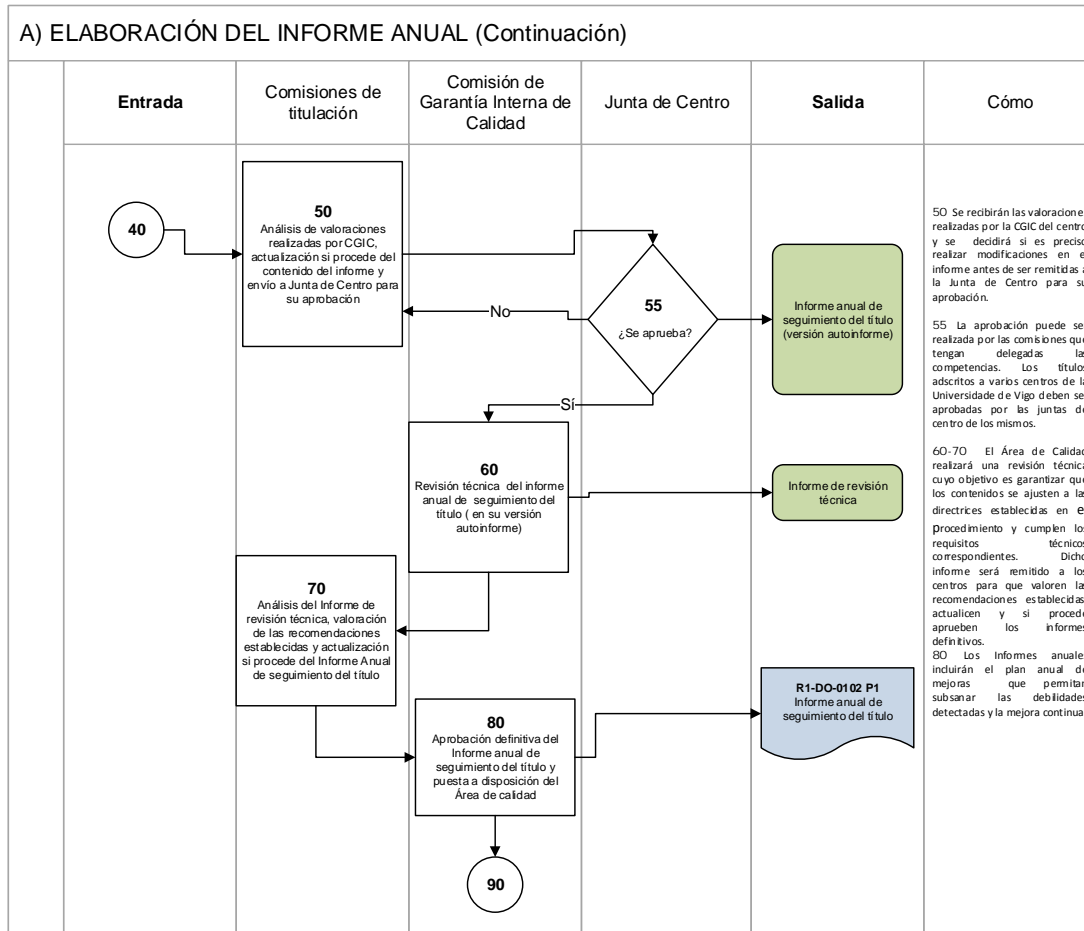 A) ELABORACIÓN DEL INFORME ANUAL (Continuación)
Entrada
Comisiones de
titulación
Comisión de
Garantía Interna de
Calidad
Junta de Centro
Salida
Cómo
40
50
Análisis de valoraciones
realizadas por CGIC,
actualización si procede del
contenido del informe y
envío a Junta de Centro para
su aprobación
55
¿Se aprueba?
No
Sí
Informe anual de
seguimiento del título
(versión autoinforme)
60
Revisión técnica del informe
anual de seguimiento del
título ( en su versión
autoinforme)
Informe de revisión
técnica
70
Análisis del Informe de
revisión técnica, valoración
de las recomendaciones
establecidas y actualización
si procede del Informe Anual
de seguimiento del título
80
Aprobación definitiva del
Informe anual de
seguimiento del título y
puesta a disposición del
Área de calidad
R1-DO-0102 P1
Informe anual de
seguimiento del título
90
50 Se recibirán las valoracione
realizadas por la CGIC del centro
y se decidirá si es preciso
realizar modificaciones en e
informe antes de ser remitidas a
la Junta de Centro para su
aprobación.
55 La aprobación puede se
realizada por las comisiones que
tengan delegadas la
competencias. Los título
adscritos a varios centros de la
Universidade de Vigo deben se
aprobadas por las juntas de
centro de los mismos.
60-70 El Área de Calidad
realizará una revisión técnica
cuyo objetivo es garantizar que
los contenidos se ajusten a la
directrices establecidas en e
procedimiento y cumplen lo
requisitos técnico
correspondientes. Dicho
informe será remitido a lo
centros para que valoren la
recomendaciones establecidas
actualicen y si procede
aprueben los informe
definitivos.
80 Los Informes anuale
incluirán el plan anual de
mejoras que permitan
subsanar las debilidade
detectadas y la mejora continua